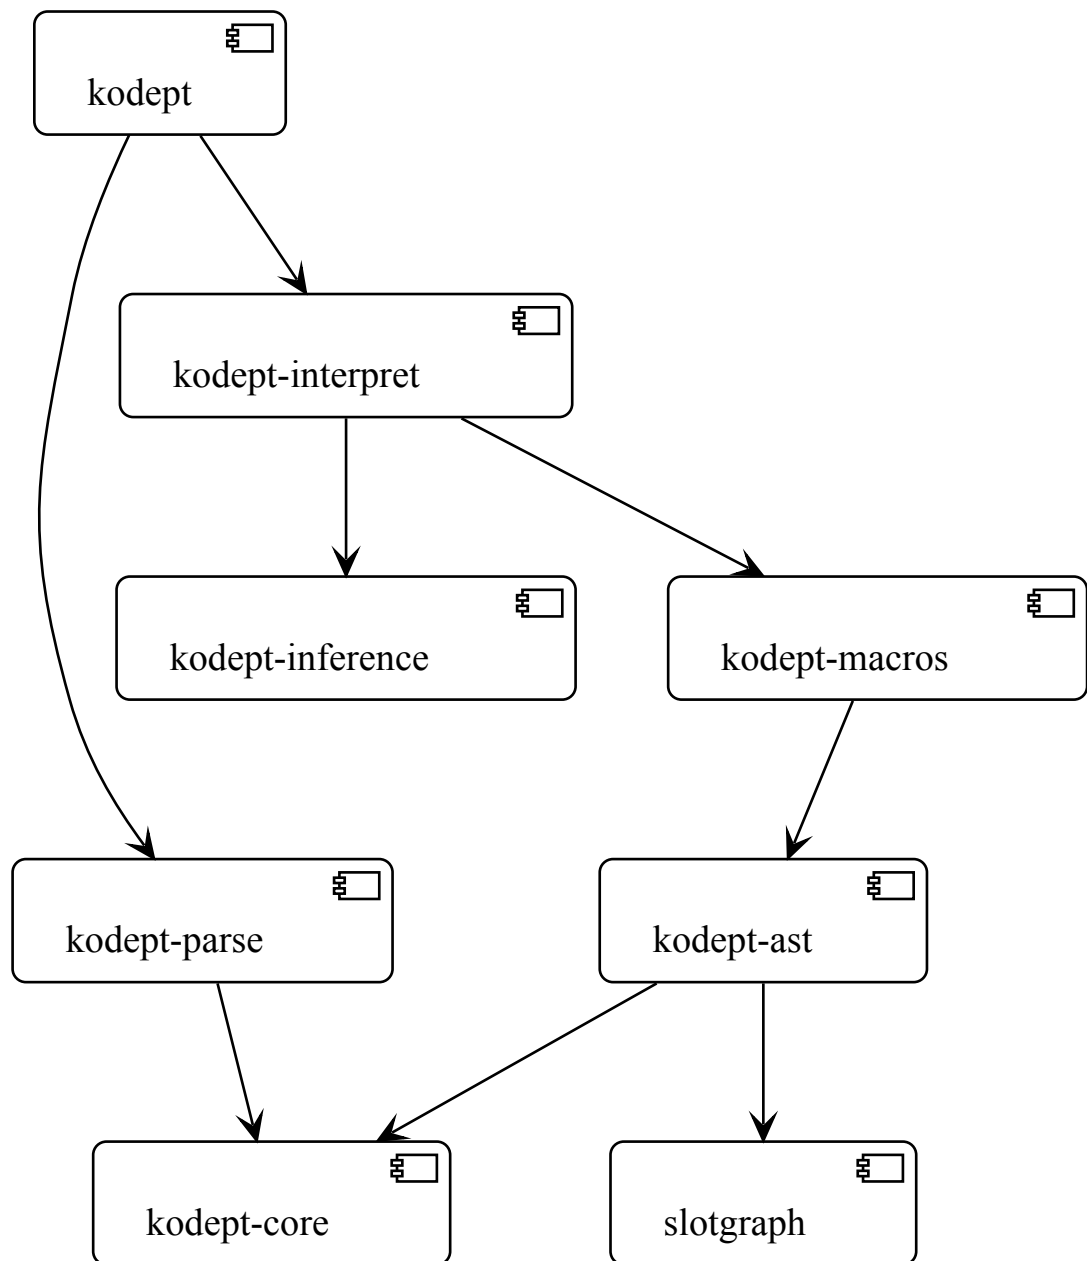 kodept
kodept-interpret
kodept-inference
kodept-macros
kodept-parse
kodept-ast
kodept-core
slotgraph